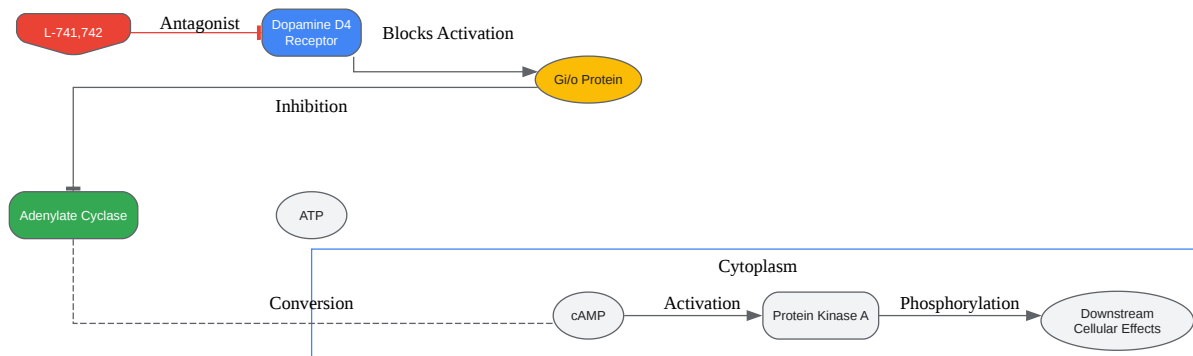 L-741,742
Antagonist
Dopamine D4
Receptor
Blocks Activation
Gi/o Protein
Inhibition
Adenylate Cyclase
ATP
Cytoplasm
Conversion
cAMP
Activation
Protein Kinase A
Phosphorylation
Downstream
Cellular Effects